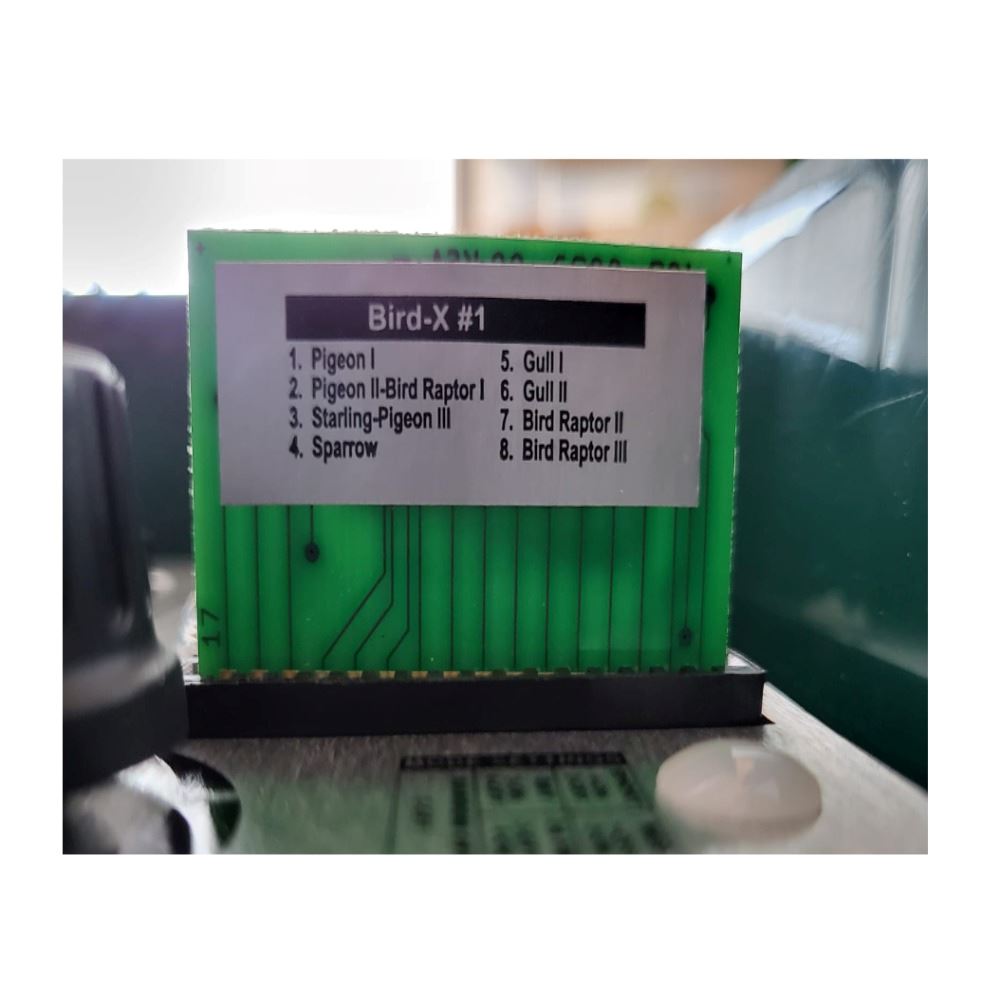 Bird-X #1
1. Pigeon I
2. Pigeon II-Bird Raptor I
3. Starling-Pigeon III
4. Sparrow
5. Gull I
6. Gull II
7. Bird Raptor II
8. Bird Raptor III
17